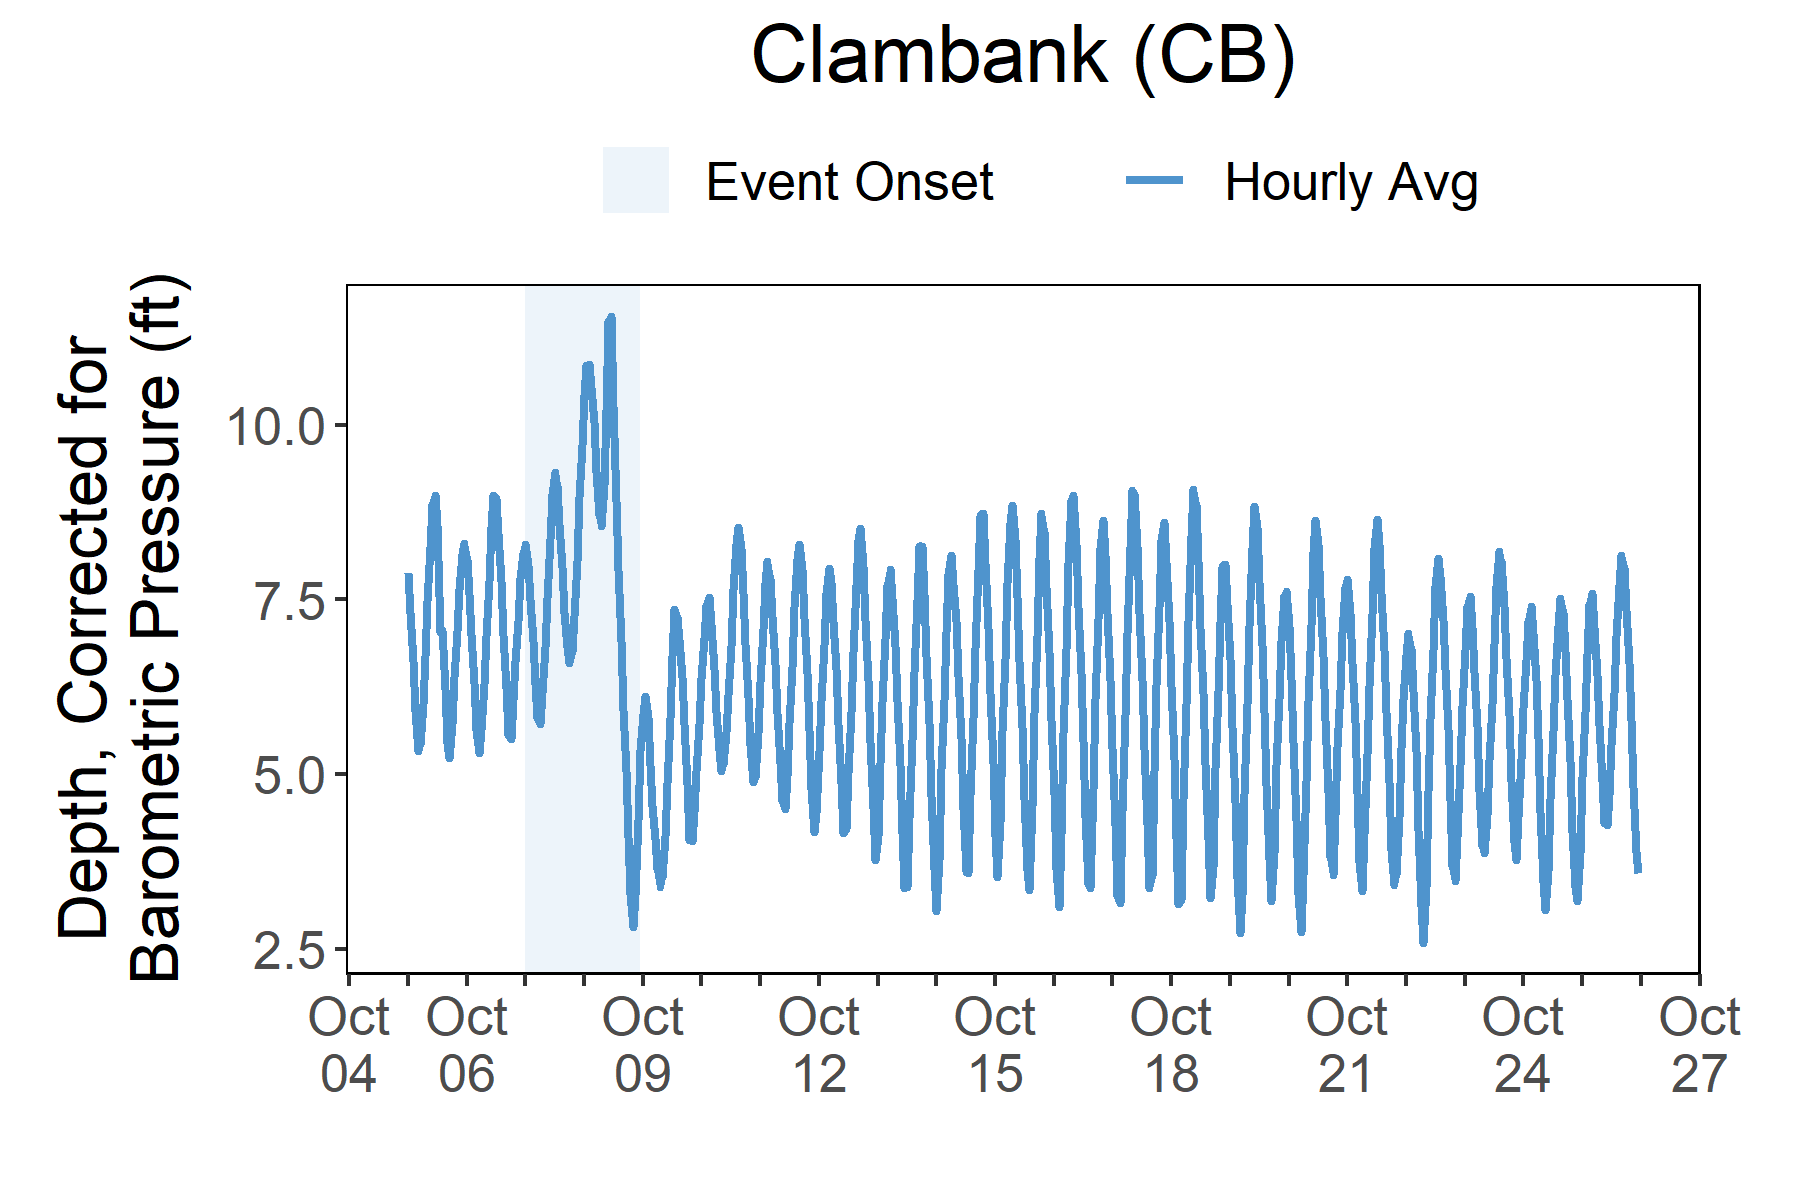 Clambank (CB)
Event Onset
Hourly Avg
Depth, Corrected for
Barometric Pressure (ft)
10.0
7.5
5.0
2.5
Oct Oct Oct Oct Oct Oct Oct Oct Oct
04 06 09 12 15 18 21 24 27